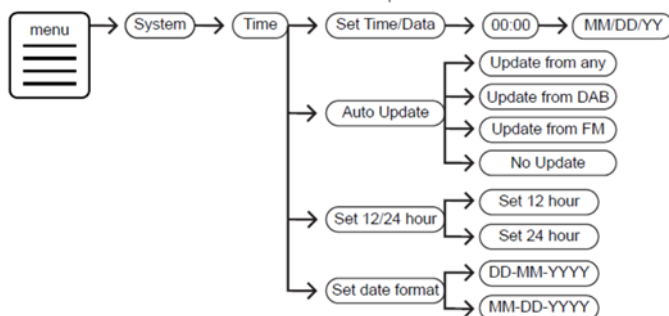 menu
System
Time
Set Time/Data
00:00
MM/DD/YY
Auto Update
Update from any
Update from DAB
Update from FM
No Update
Set 12/24 hour
Set 12 hour
Set 24 hour
Set date format
DD-MM-YYYY
MM-DD-YYYY